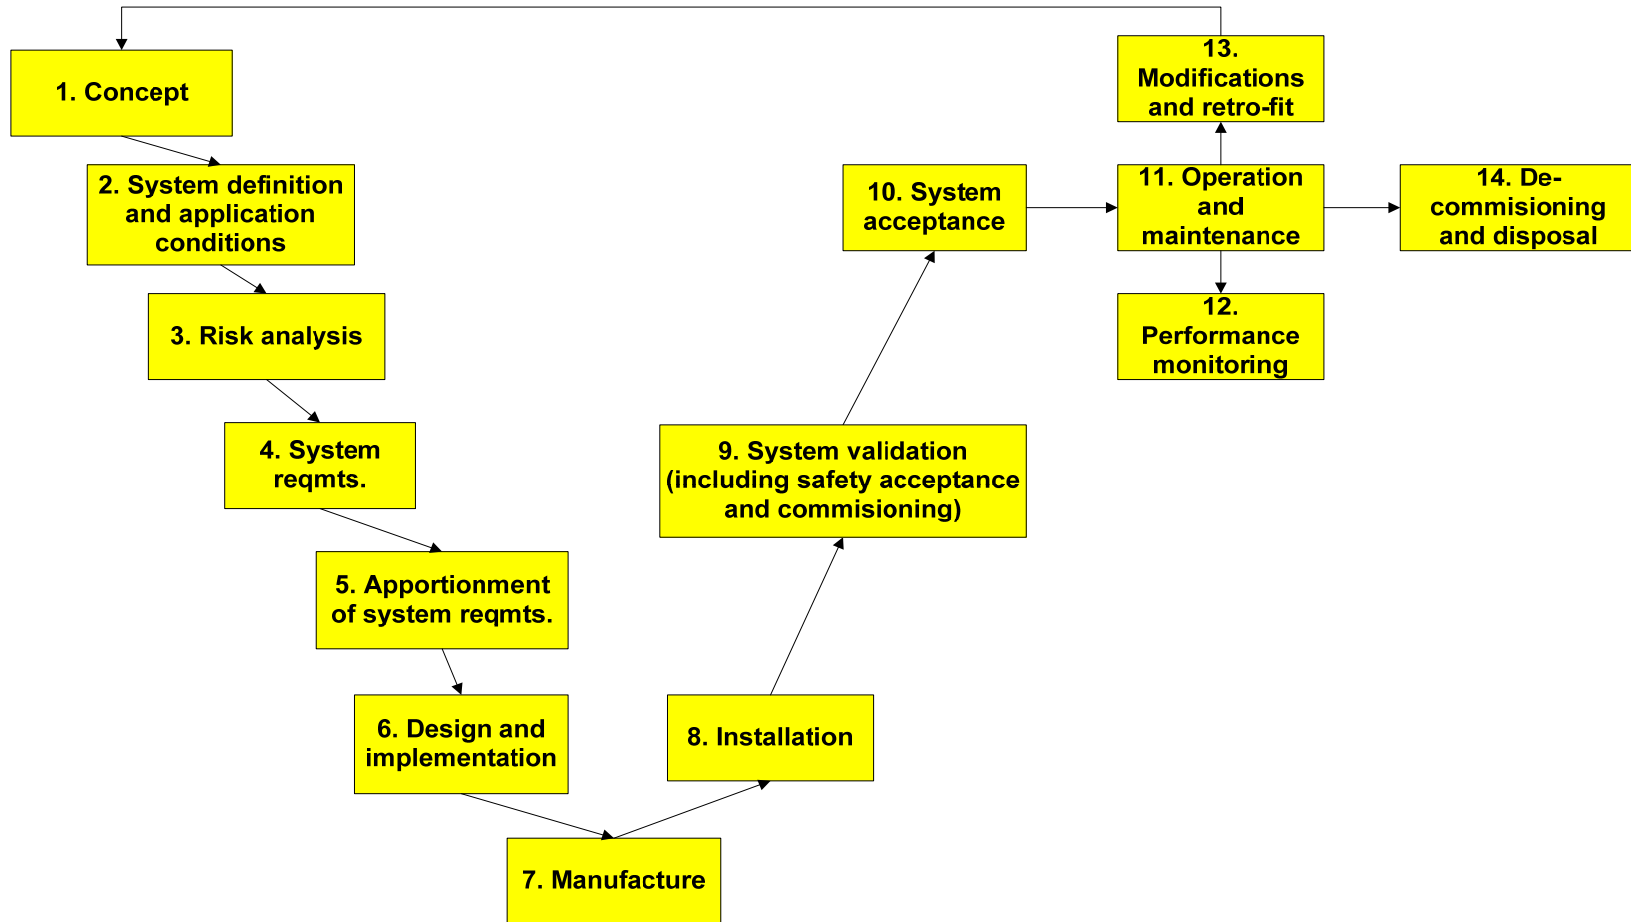 1. Concept
2. System definition
and application
conditions
3. Risk analysis
4. System
reqmts.
5. Apportionment
of system reqmts.
6. Design and
implementation
7. Manufacture
8. Installation
9. System validation
(including safety acceptance
and commisioning)
10. System
acceptance
11. Operation
and
maintenance
12.
Performance
monitoring
13.
Modifications
and retro-fit
14. De-
commisioning
and disposal